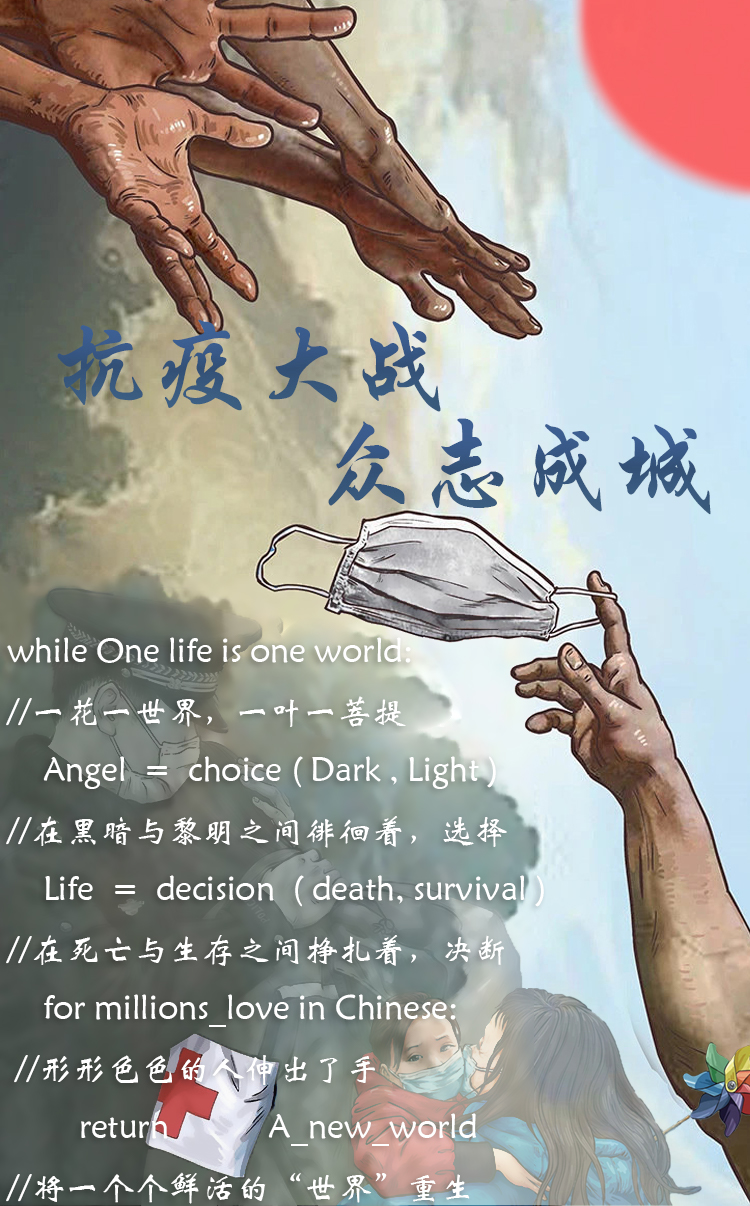 抗疫大战
众志成城
while One life is one world:
//一花一世界，一叶一菩提
Angel = choice ( Dark , Light )
//在黑暗与黎明之间徘徊着，选择
Life = decision ( death, survival )
//在死亡与生存之间挣扎着，决断
for millions_love in Chinese:
//形形色色的人伸出了手
return A_new_world
//将一个个鲜活的“世界”重生